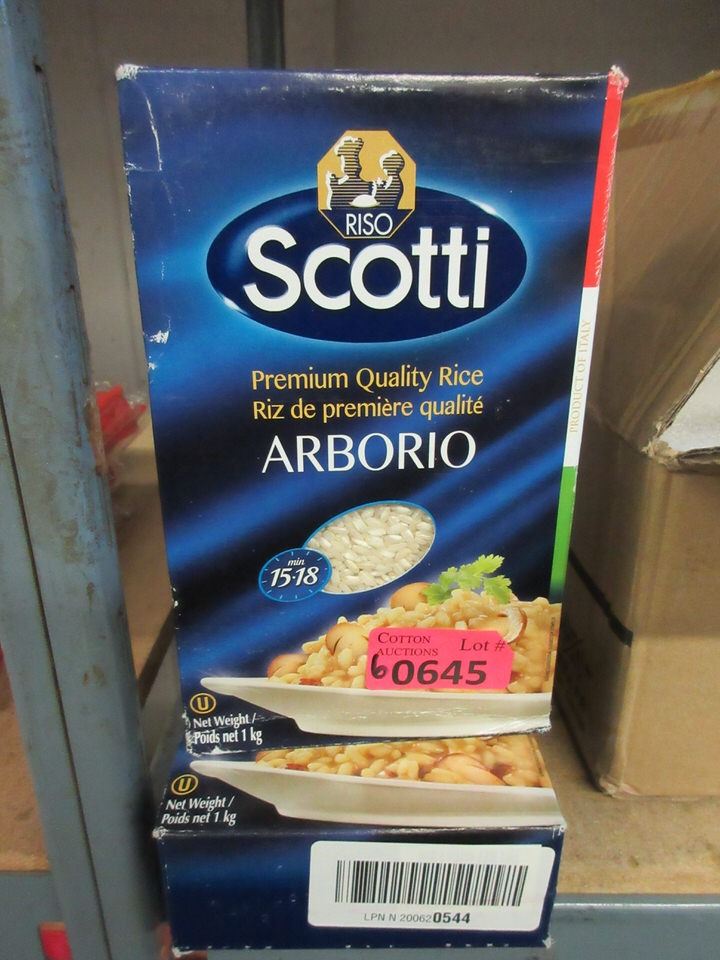 RISO
Scotti
Premium Quality Rice
Riz de première qualité
ARBORIO
PRODUCT OF ITALY
min
15-18
COTTON
AUCTIONS
Lot #
60645
U
Net Weight /
Poids net 1 kg
U
Net Weight /
Poids net 1 kg
LPN N 200620544